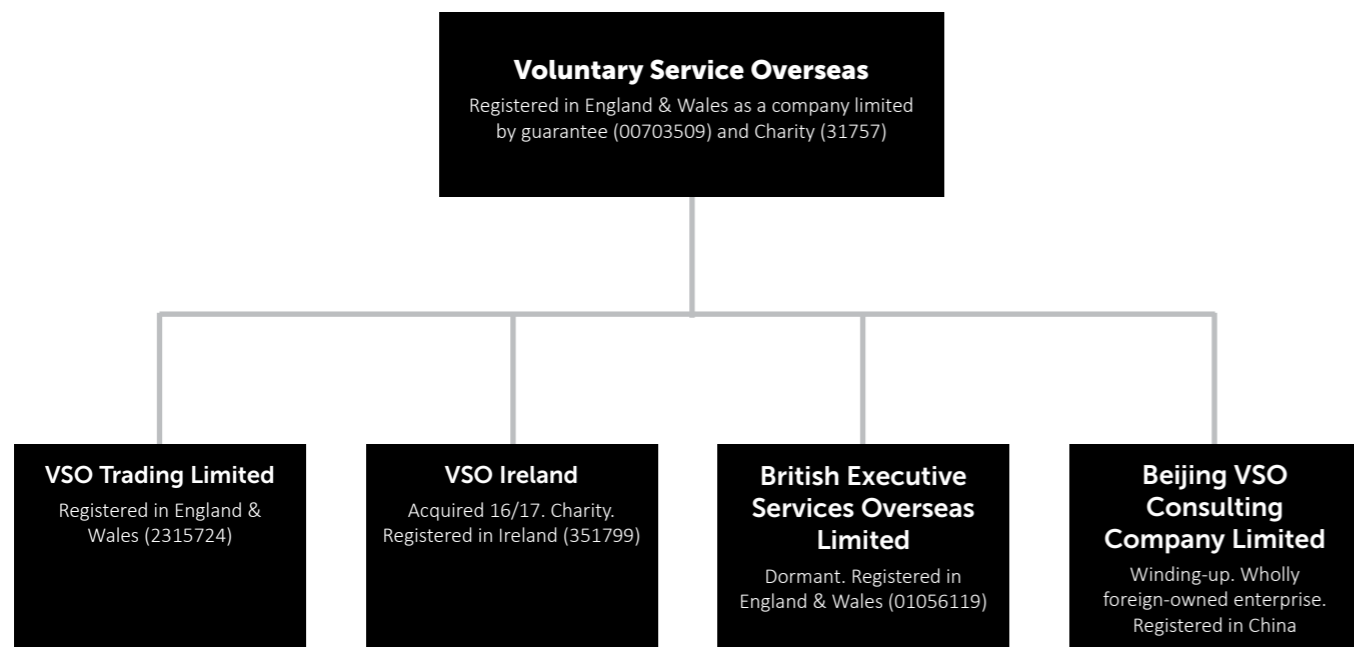 Voluntary Service Overseas
Registered in England & Wales as a company limited
by guarantee (00703509) and Charity (31757)
VSO Trading Limited
Registered in England &
Wales (2315724)
VSO Ireland
Acquired 16/17. Charity.
Registered in Ireland (351799)
British Executive
Services Overseas
Limited
Dormant. Registered in
England & Wales (01056119)
Beijing VSO
Consulting
Company Limited
Winding-up. Wholly
foreign-owned enterprise.
Registered in China